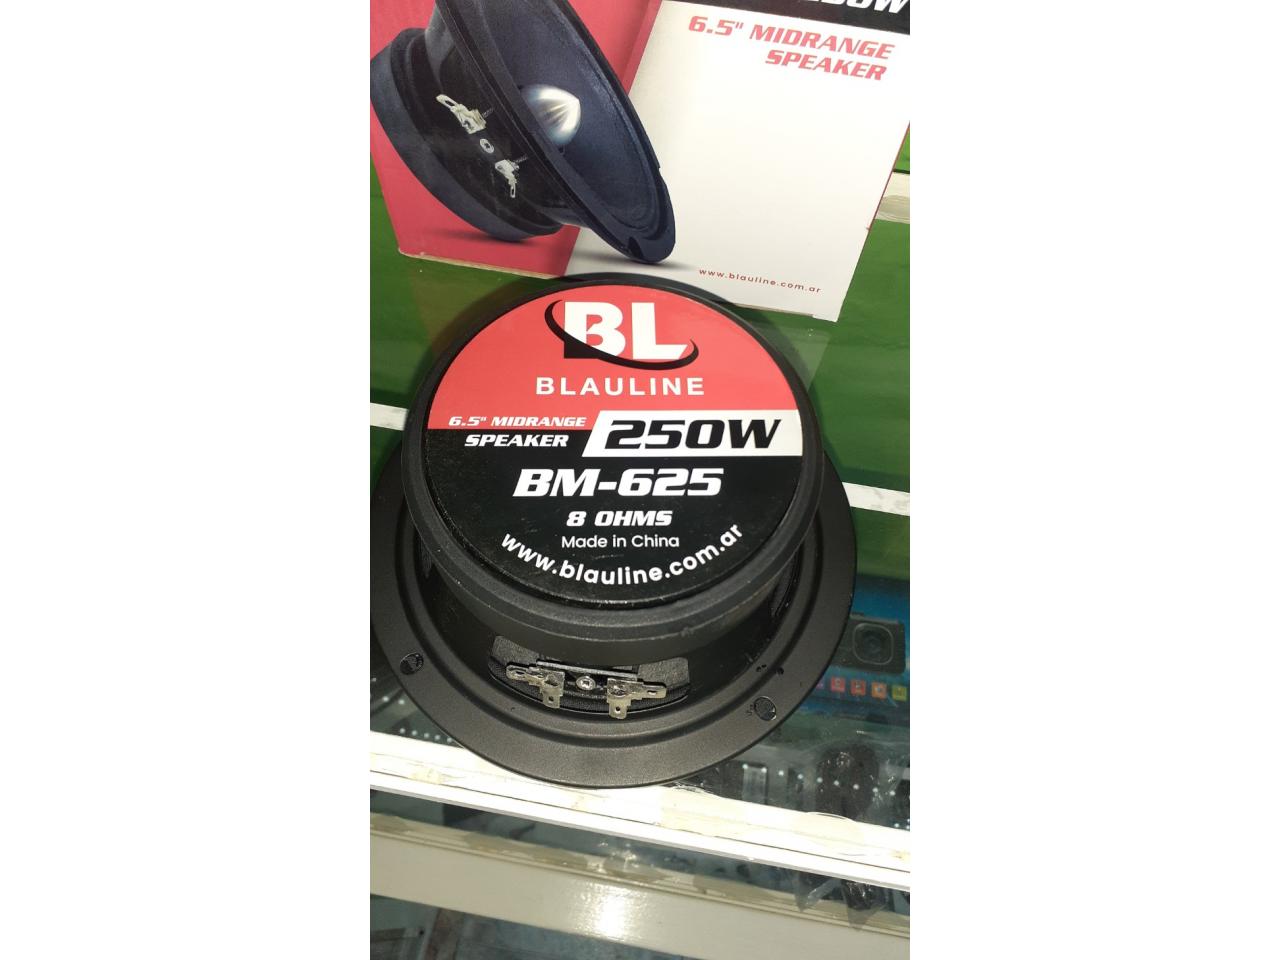 6.5" MIDRANGE
SPEAKER
www.blauline.com.ar
BL
BLAULINE
6.5" MIDRANGE
SPEAKER 250W
BM-625
8 OHMS
Made in China
www.blauline.com.ar